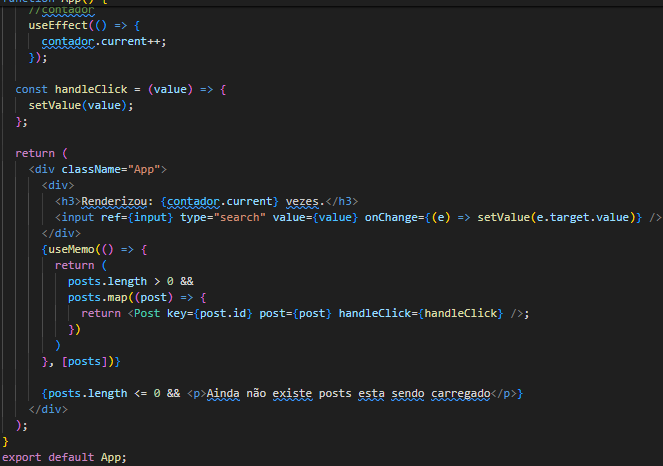 function App() {
//contador
useEffect(() => {
contador.current++;
});
const handleClick = (value) => {
setValue(value);
};
return (
<div className="App">
<div>
<h3>Renderizou: {contador.current} vezes.</h3>
<input ref={input} type="search" value={value} onChange={(e) => setValue(e.target.value)} />
</div>
{useMemo(() => {
return (
posts.length > 0 &&
posts.map((post) => {
return <Post key={post.id} post={post} handleClick={handleClick} />;
})
)
}, [posts])}
{posts.length <= 0 && <p>Ainda não existe posts esta sendo carregado</p>}
</div>
);
}
export default App;